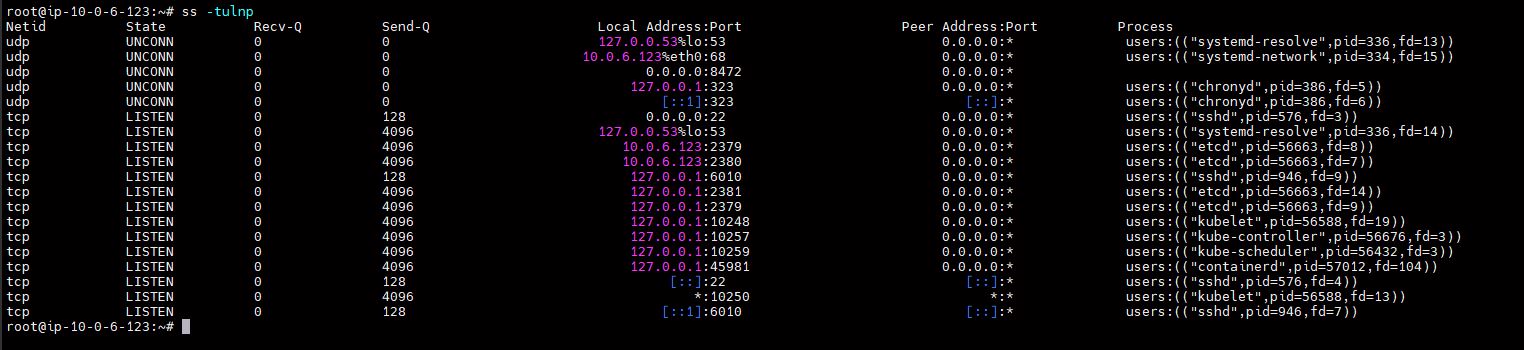 root@ip-10-0-6-123:~# ss -tulnp
Netid State Recv-Q Send-Q Local Address:Port Peer Address:Port Process
udp UNCONN 0 0 127.0.0.53%lo:53 0.0.0.0:* users:(("systemd-resolve",pid=336,fd=13))
udp UNCONN 0 0 10.0.6.123%eth0:68 0.0.0.0:* users:(("systemd-network",pid=334,fd=15))
udp UNCONN 0 0 0.0.0.0:8472 0.0.0.0:*
udp UNCONN 0 0 127.0.0.1:323 0.0.0.0:* users:(("chronyd",pid=386,fd=5))
udp UNCONN 0 0 [::1]:323 [::]:* users:(("chronyd",pid=386,fd=6))
tcp LISTEN 0 128 0.0.0.0:22 0.0.0.0:* users:(("sshd",pid=576,fd=3))
tcp LISTEN 0 4096 127.0.0.53%lo:53 0.0.0.0:* users:(("systemd-resolve",pid=336,fd=14))
tcp LISTEN 0 4096 10.0.6.123:2379 0.0.0.0:* users:(("etcd",pid=56663,fd=8))
tcp LISTEN 0 4096 10.0.6.123:2380 0.0.0.0:* users:(("etcd",pid=56663,fd=7))
tcp LISTEN 0 128 127.0.0.1:6010 0.0.0.0:* users:(("sshd",pid=946,fd=9))
tcp LISTEN 0 4096 127.0.0.1:2381 0.0.0.0:* users:(("etcd",pid=56663,fd=14))
tcp LISTEN 0 4096 127.0.0.1:2379 0.0.0.0:* users:(("etcd",pid=56663,fd=9))
tcp LISTEN 0 4096 127.0.0.1:10248 0.0.0.0:* users:(("kubelet",pid=56588,fd=19))
tcp LISTEN 0 4096 127.0.0.1:10257 0.0.0.0:* users:(("kube-controller",pid=56676,fd=3))
tcp LISTEN 0 4096 127.0.0.1:10259 0.0.0.0:* users:(("kube-scheduler",pid=56432,fd=3))
tcp LISTEN 0 4096 127.0.0.1:45981 0.0.0.0:* users:(("containerd",pid=57012,fd=104))
tcp LISTEN 0 128 [::]:22 [::]:* users:(("sshd",pid=576,fd=4))
tcp LISTEN 0 4096 *:10250 *:* users:(("kubelet",pid=56588,fd=13))
tcp LISTEN 0 128 [::1]:6010 [::]:* users:(("sshd",pid=946,fd=7))
root@ip-10-0-6-123:~#